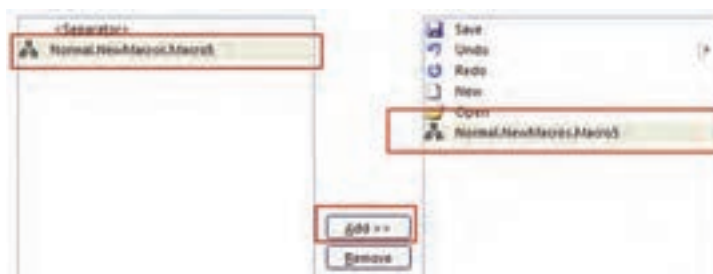 <Separator>
Normal.NewMacros.Macro5
Save
Undo
Redo
New
Open
Normal.NewMacros.Macro5
Add >>
Remove